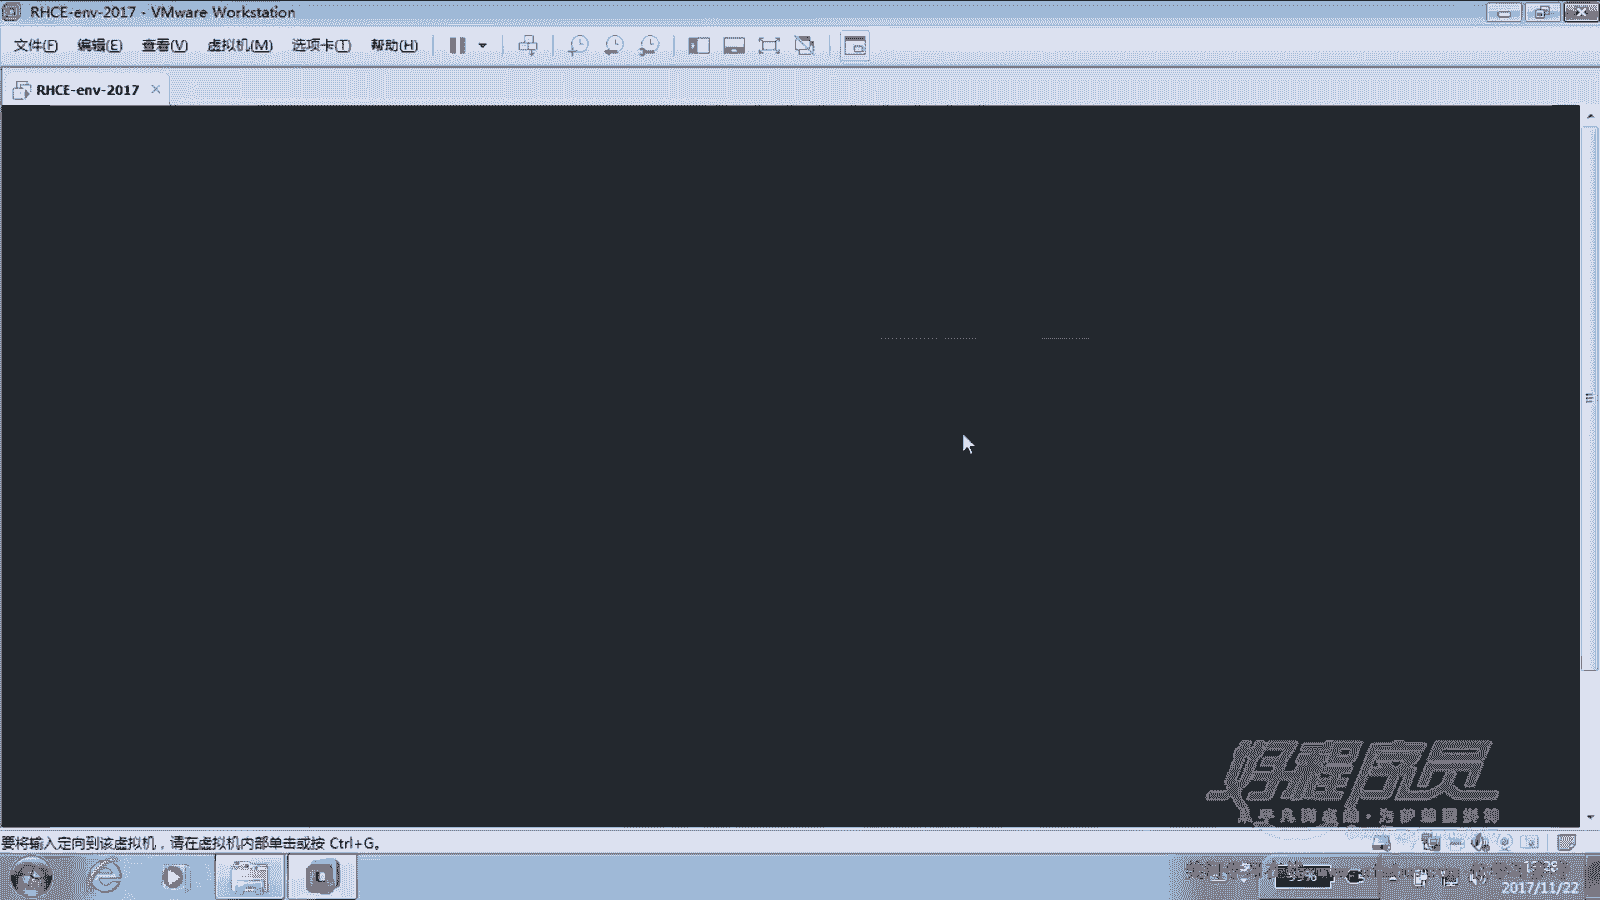 RHCE-env-2017 - VMware Workstation
文件(F) 编辑(E) 查看(V) 虚拟机(M) 选项卡(T) 帮助(H)
RHCE-env-2017
好程序员
要将输入定向到该虚拟机，请在虚拟机内部单击或按 Ctrl+G。
2017/11/22